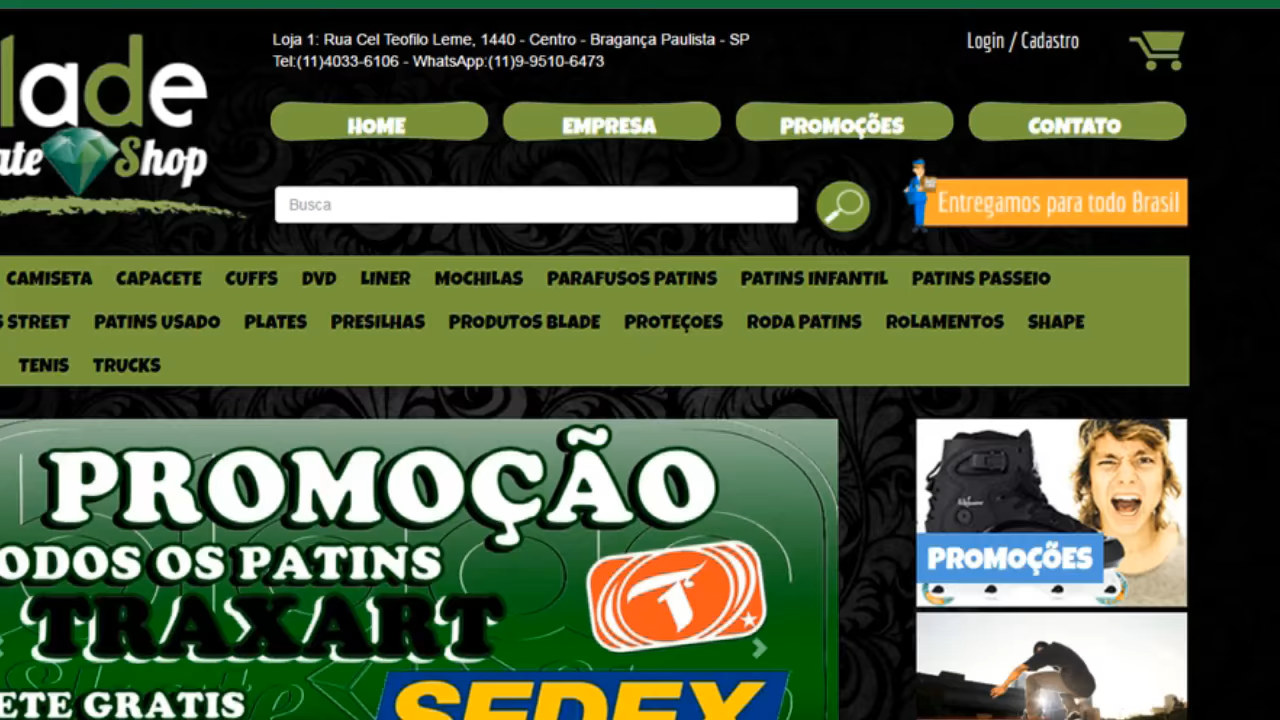 Loja 1: Rua Cel Teofilo Leme, 1440 - Centro - Bragança Paulista - SP
Tel:(11)4033-6106 - WhatsApp:(11)9-9510-6473
Login / Cadastro
lade
ate Shop
HOME EMPRESA PROMOÇÕES CONTATO
Busca
Entregamos para todo Brasil
CAMISETA CAPACETE CUFFS DVD LINER MOCHILAS PARAFUSOS PATINS PATINS INFANTIL PATINS PASSEIO
S STREET PATINS USADO PLATES PRESILHAS PRODUTOS BLADE PROTEÇOES RODA PATINS ROLAMENTOS SHAPE
TENIS TRUCKS
PROMOÇÃO
ODOS OS PATINS
TRAXART
ETE GRATIS
SEDEX
PROMOÇÕES